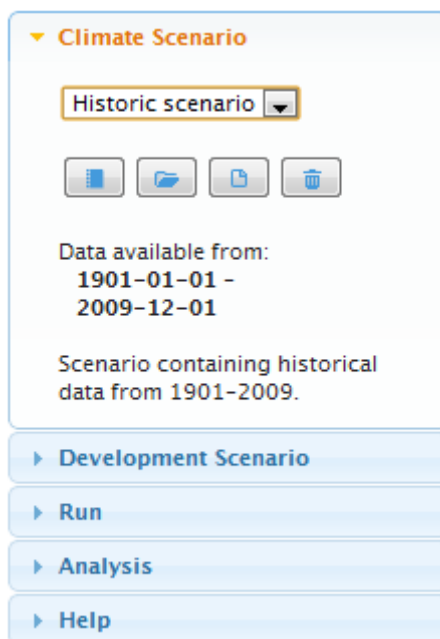 Climate Scenario
Historic scenario
Data available from:
1901-01-01 -
2009-12-01
Scenario containing historical
data from 1901-2009.
Development Scenario
Run
Analysis
Help